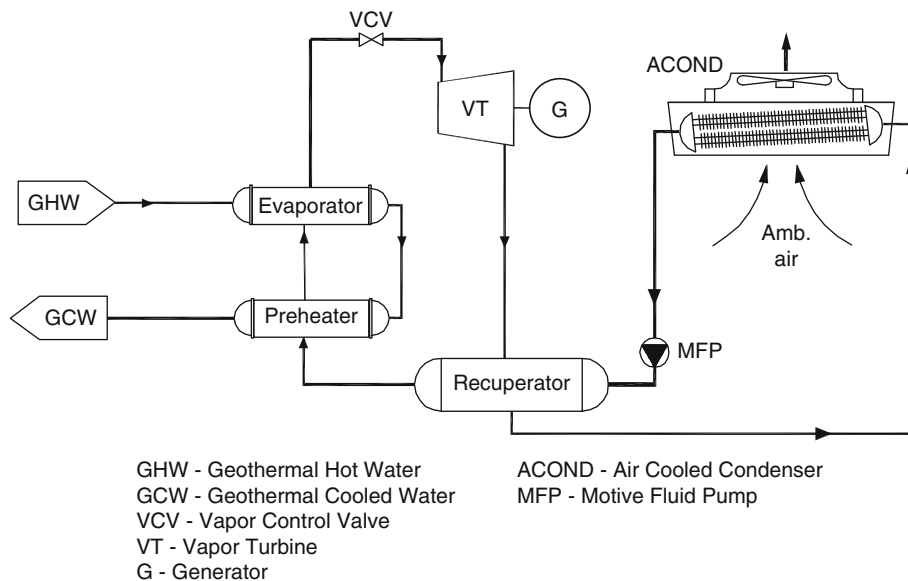 VCV
ACOND
VT
G
GHW
Evaporator
Amb.
air
GCW
Preheater
MFP
Recuperator
GHW - Geothermal Hot Water
GCW - Geothermal Cooled Water
VCV - Vapor Control Valve
VT - Vapor Turbine
G - Generator
ACOND - Air Cooled Condenser
MFP - Motive Fluid Pump